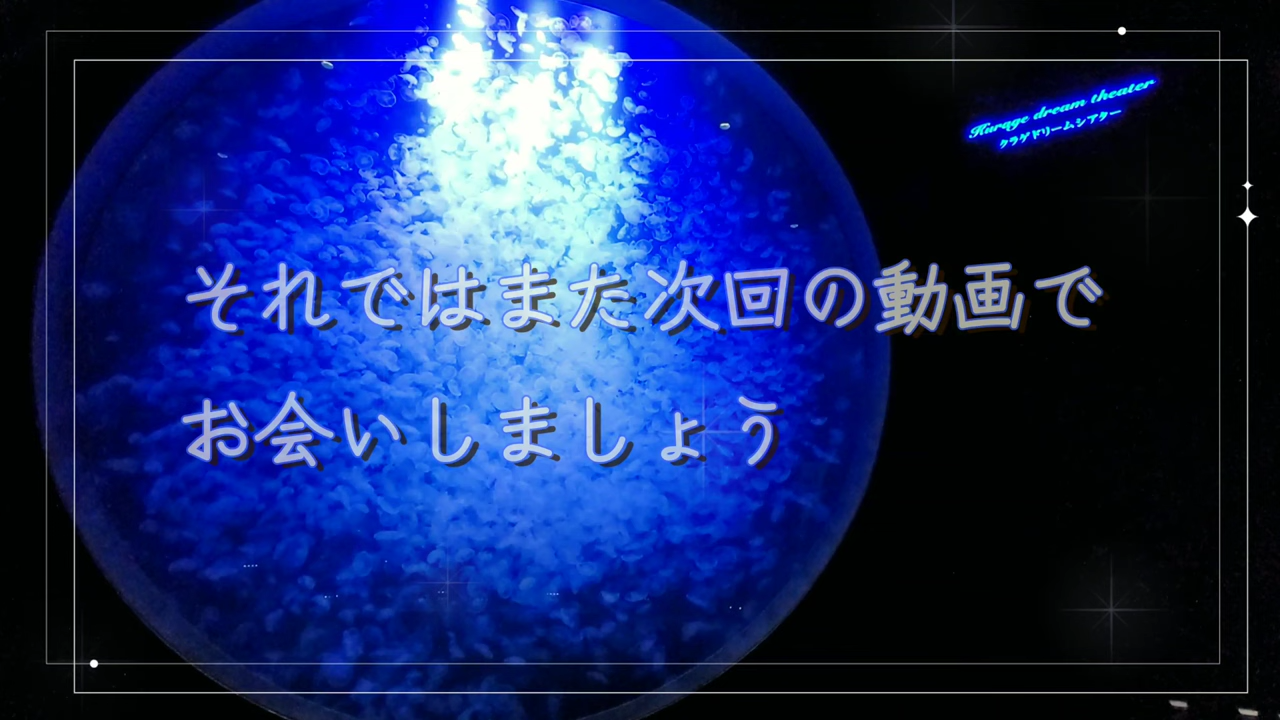 Kurage dream theater
クラゲドリームシアター
それではまた次回の動画で
お会いしましょう